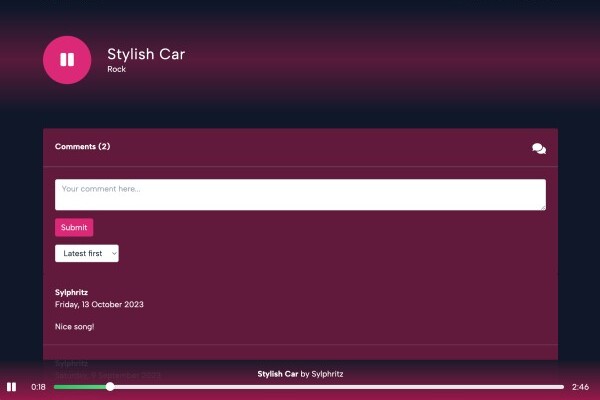 Stylish Car
Rock
Comments (2)
Your comment here...
Submit
Latest first
Sylphritz
Friday, 13 October 2023
Nice song!
Sylphritz
Stylish Car by Sylphritz
0:18
2:46